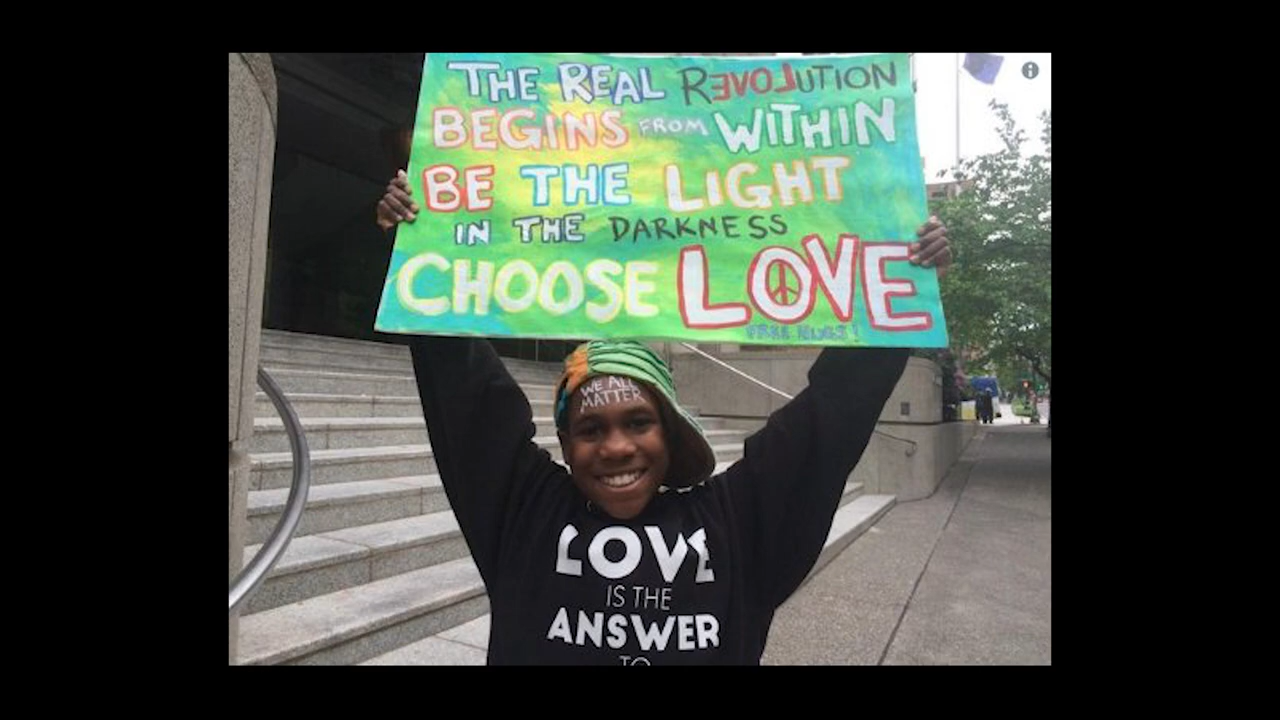 THE REAL REVOLUTION
BEGINS FROM WITHIN
BE THE LIGHT
IN THE DARKNESS
CHOOSE LOVE
FREE HUGS!
WE ALL
MATTER
LOVE
IS THE
ANSWER
TO